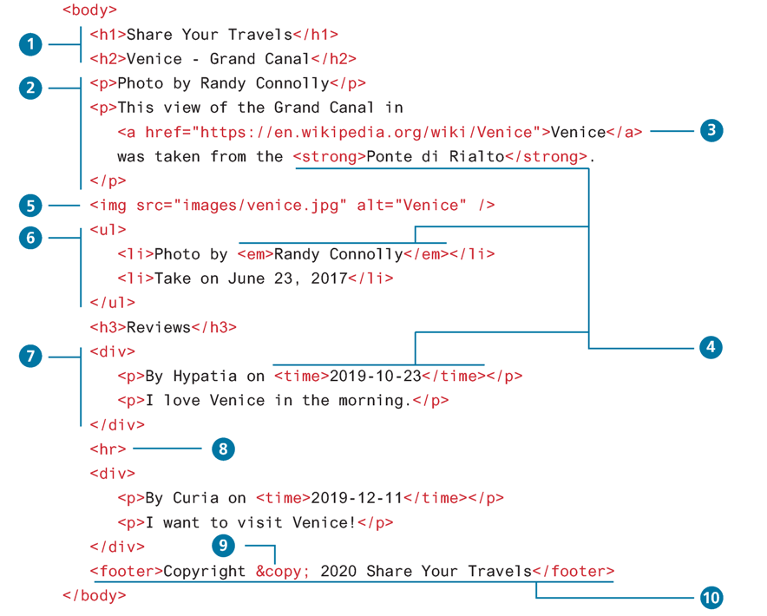 <body>
1 <h1>Share Your Travels</h1>
<h2>Venice - Grand Canal</h2>
2 <p>Photo by Randy Connolly</p>
<p>This view of the Grand Canal in
<a href="https://en.wikipedia.org/wiki/Venice">Venice</a> 3
was taken from the <strong>Ponte di Rialto</strong>.
</p>
5 <img src="images/venice.jpg" alt="Venice" />
6 <ul>
<li>Photo by <em>Randy Connolly</em></li>
<li>Take on June 23, 2017</li>
</ul>
<h3>Reviews</h3>
7 <div> 4
<p>By Hypatia on <time>2019-10-23</time></p>
<p>I love Venice in the morning.</p>
</div>
<hr> 8
<div>
<p>By Curia on <time>2019-12-11</time></p>
<p>I want to visit Venice!</p>
</div> 9
<footer>Copyright &copy; 2020 Share Your Travels</footer>
</body> 10